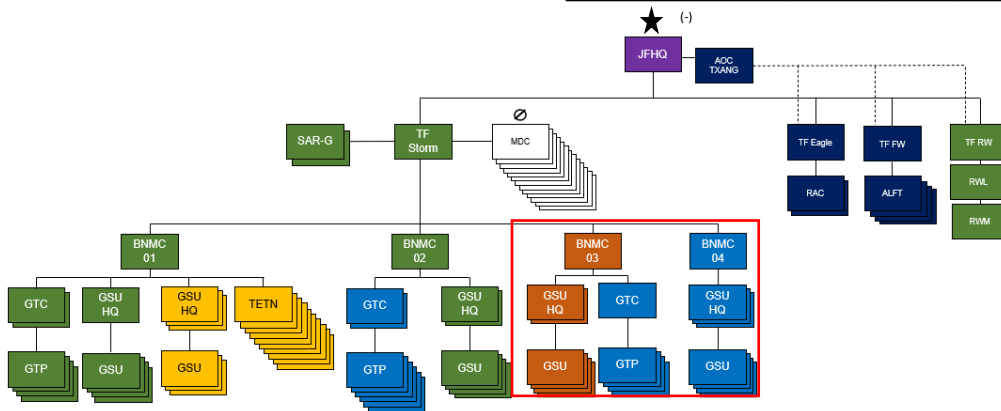 (-)
JFHQ
AOC
TXANG
SAR-G
TF
Storm
MDC
TF Eagle
TF FW
TF RW
RAC
ALFT
RWL
RWM
BNMC
01
BNMC
02
BNMC
03
BNMC
04
GTC
GSU
HQ
GSU
HQ
TETN
GTC
GSU
HQ
GSU
HQ
GTC
GSU
HQ
GTP
GSU
GSU
GTP
GSU
GSU
GTP
GSU